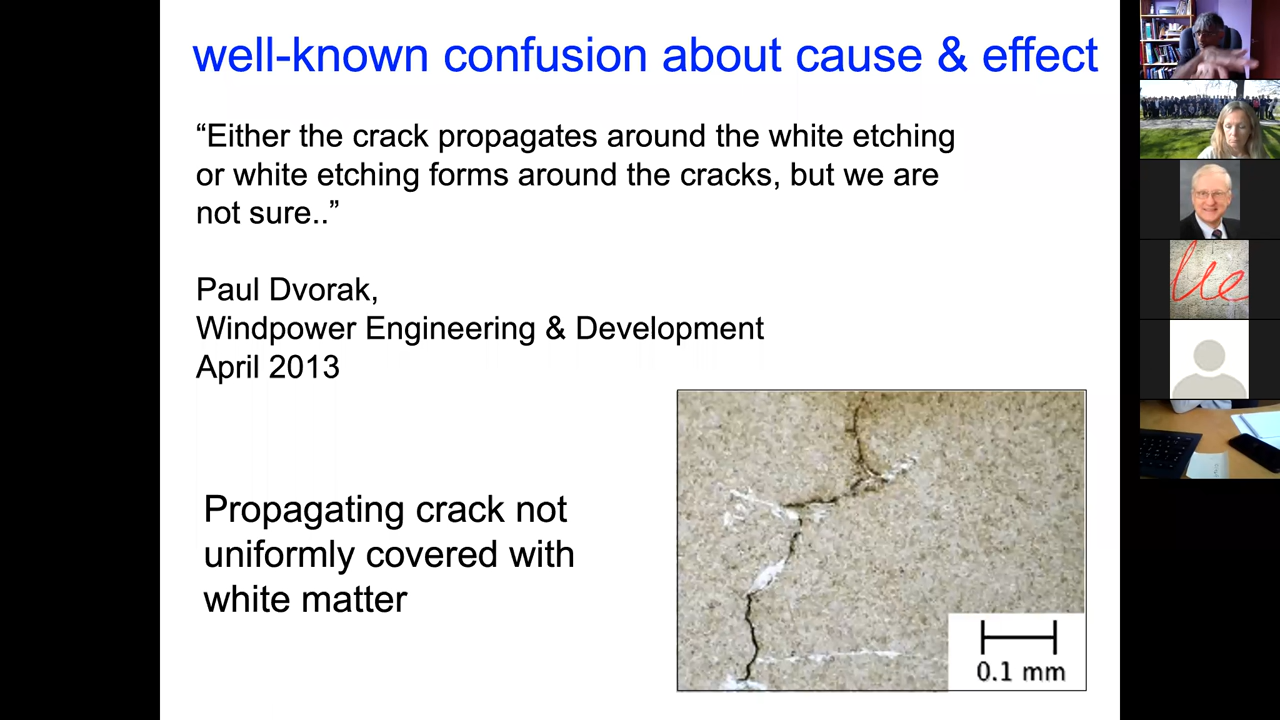 well-known confusion about cause & effect
“Either the crack propagates around the white etching
or white etching forms around the cracks, but we are
not sure..”
Paul Dvorak,
Windpower Engineering & Development
April 2013
Propagating crack not
uniformly covered with
white matter
0.1 mm